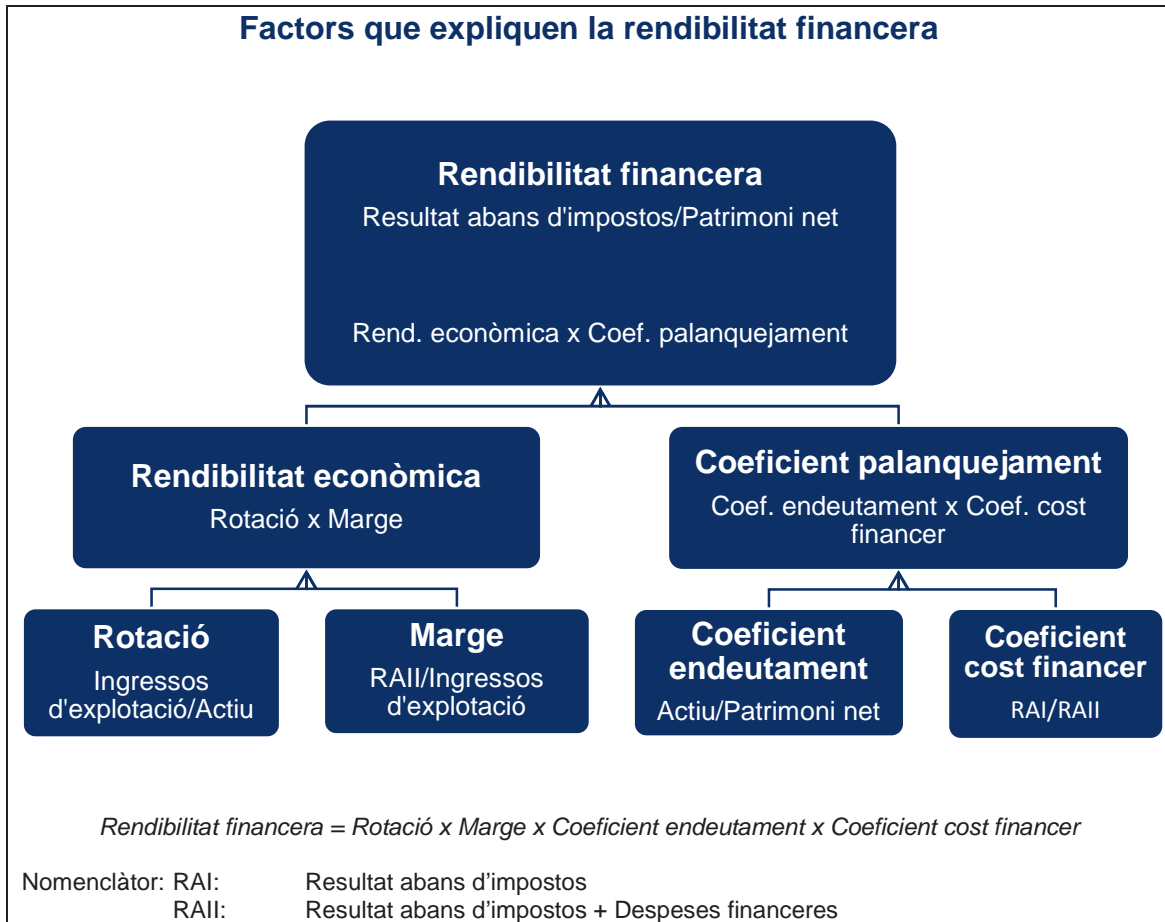 Factors que expliquen la rendibilitat financera
Rendibilitat financera
Resultat abans d'impostos/Patrimoni net
Rend. econòmica x Coef. palanquejament
Rendibilitat econòmica
Rotació x Marge
Coeficient palanquejament
Coef. endeutament x Coef. cost
financer
Rotació
Ingressos
d'explotació/Actiu
Marge
RAII/Ingressos
d'explotació
Coeficient
endeutament
Actiu/Patrimoni net
Coeficient
cost financer
RAI/RAII
Rendibilitat financera = Rotació x Marge x Coeficient endeutament x Coeficient cost financer
Nomenclàtor: RAI: Resultat abans d’impostos
RAII: Resultat abans d’impostos + Despeses financeres